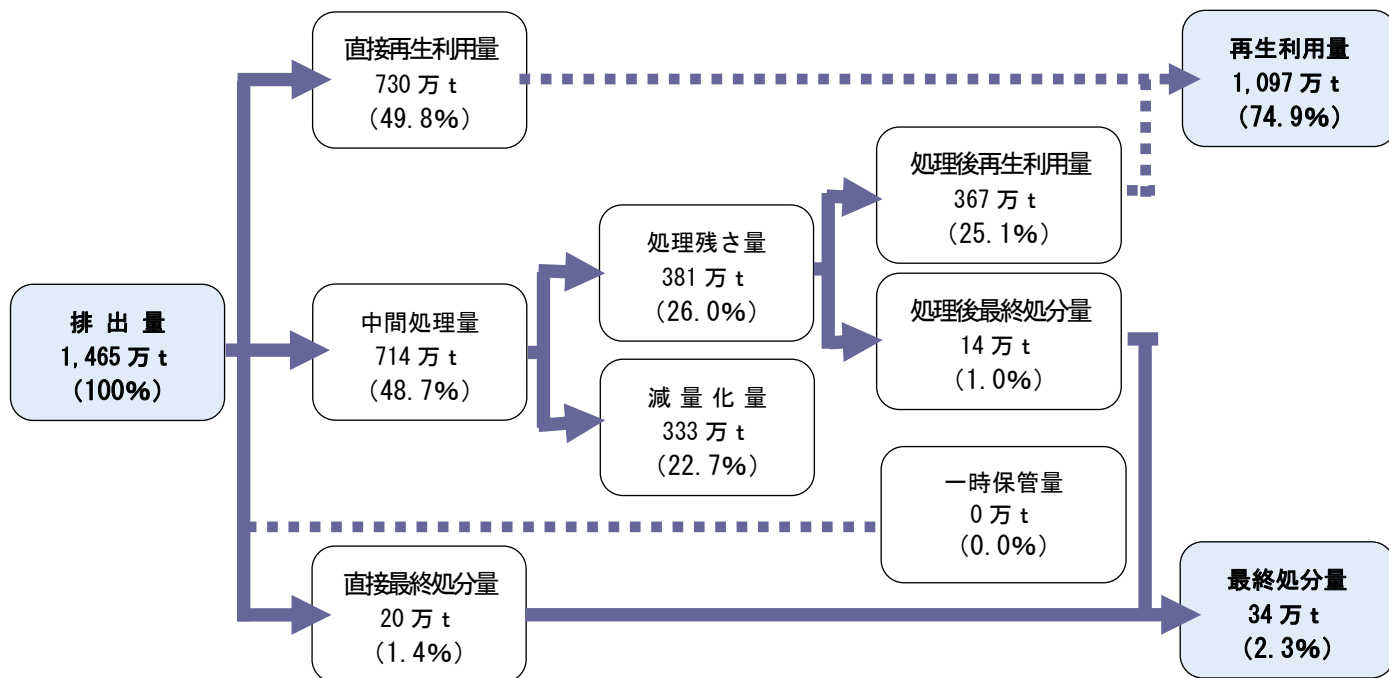 直接再生利用量
730 万 t
(49.8%)
再生利用量
1,097 万 t
(74.9%)
処理後再生利用量
367 万 t
(25.1%)
処理残さ量
381 万 t
(26.0%)
排 出 量
1,465 万 t
(100%)
中間処理量
714 万 t
(48.7%)
処理後最終処分量
14 万 t
(1.0%)
減 量 化 量
333 万 t
(22.7%)
一時保管量
0 万 t
(0.0%)
直接最終処分量
20 万 t
(1.4%)
最終処分量
34 万 t
(2.3%)